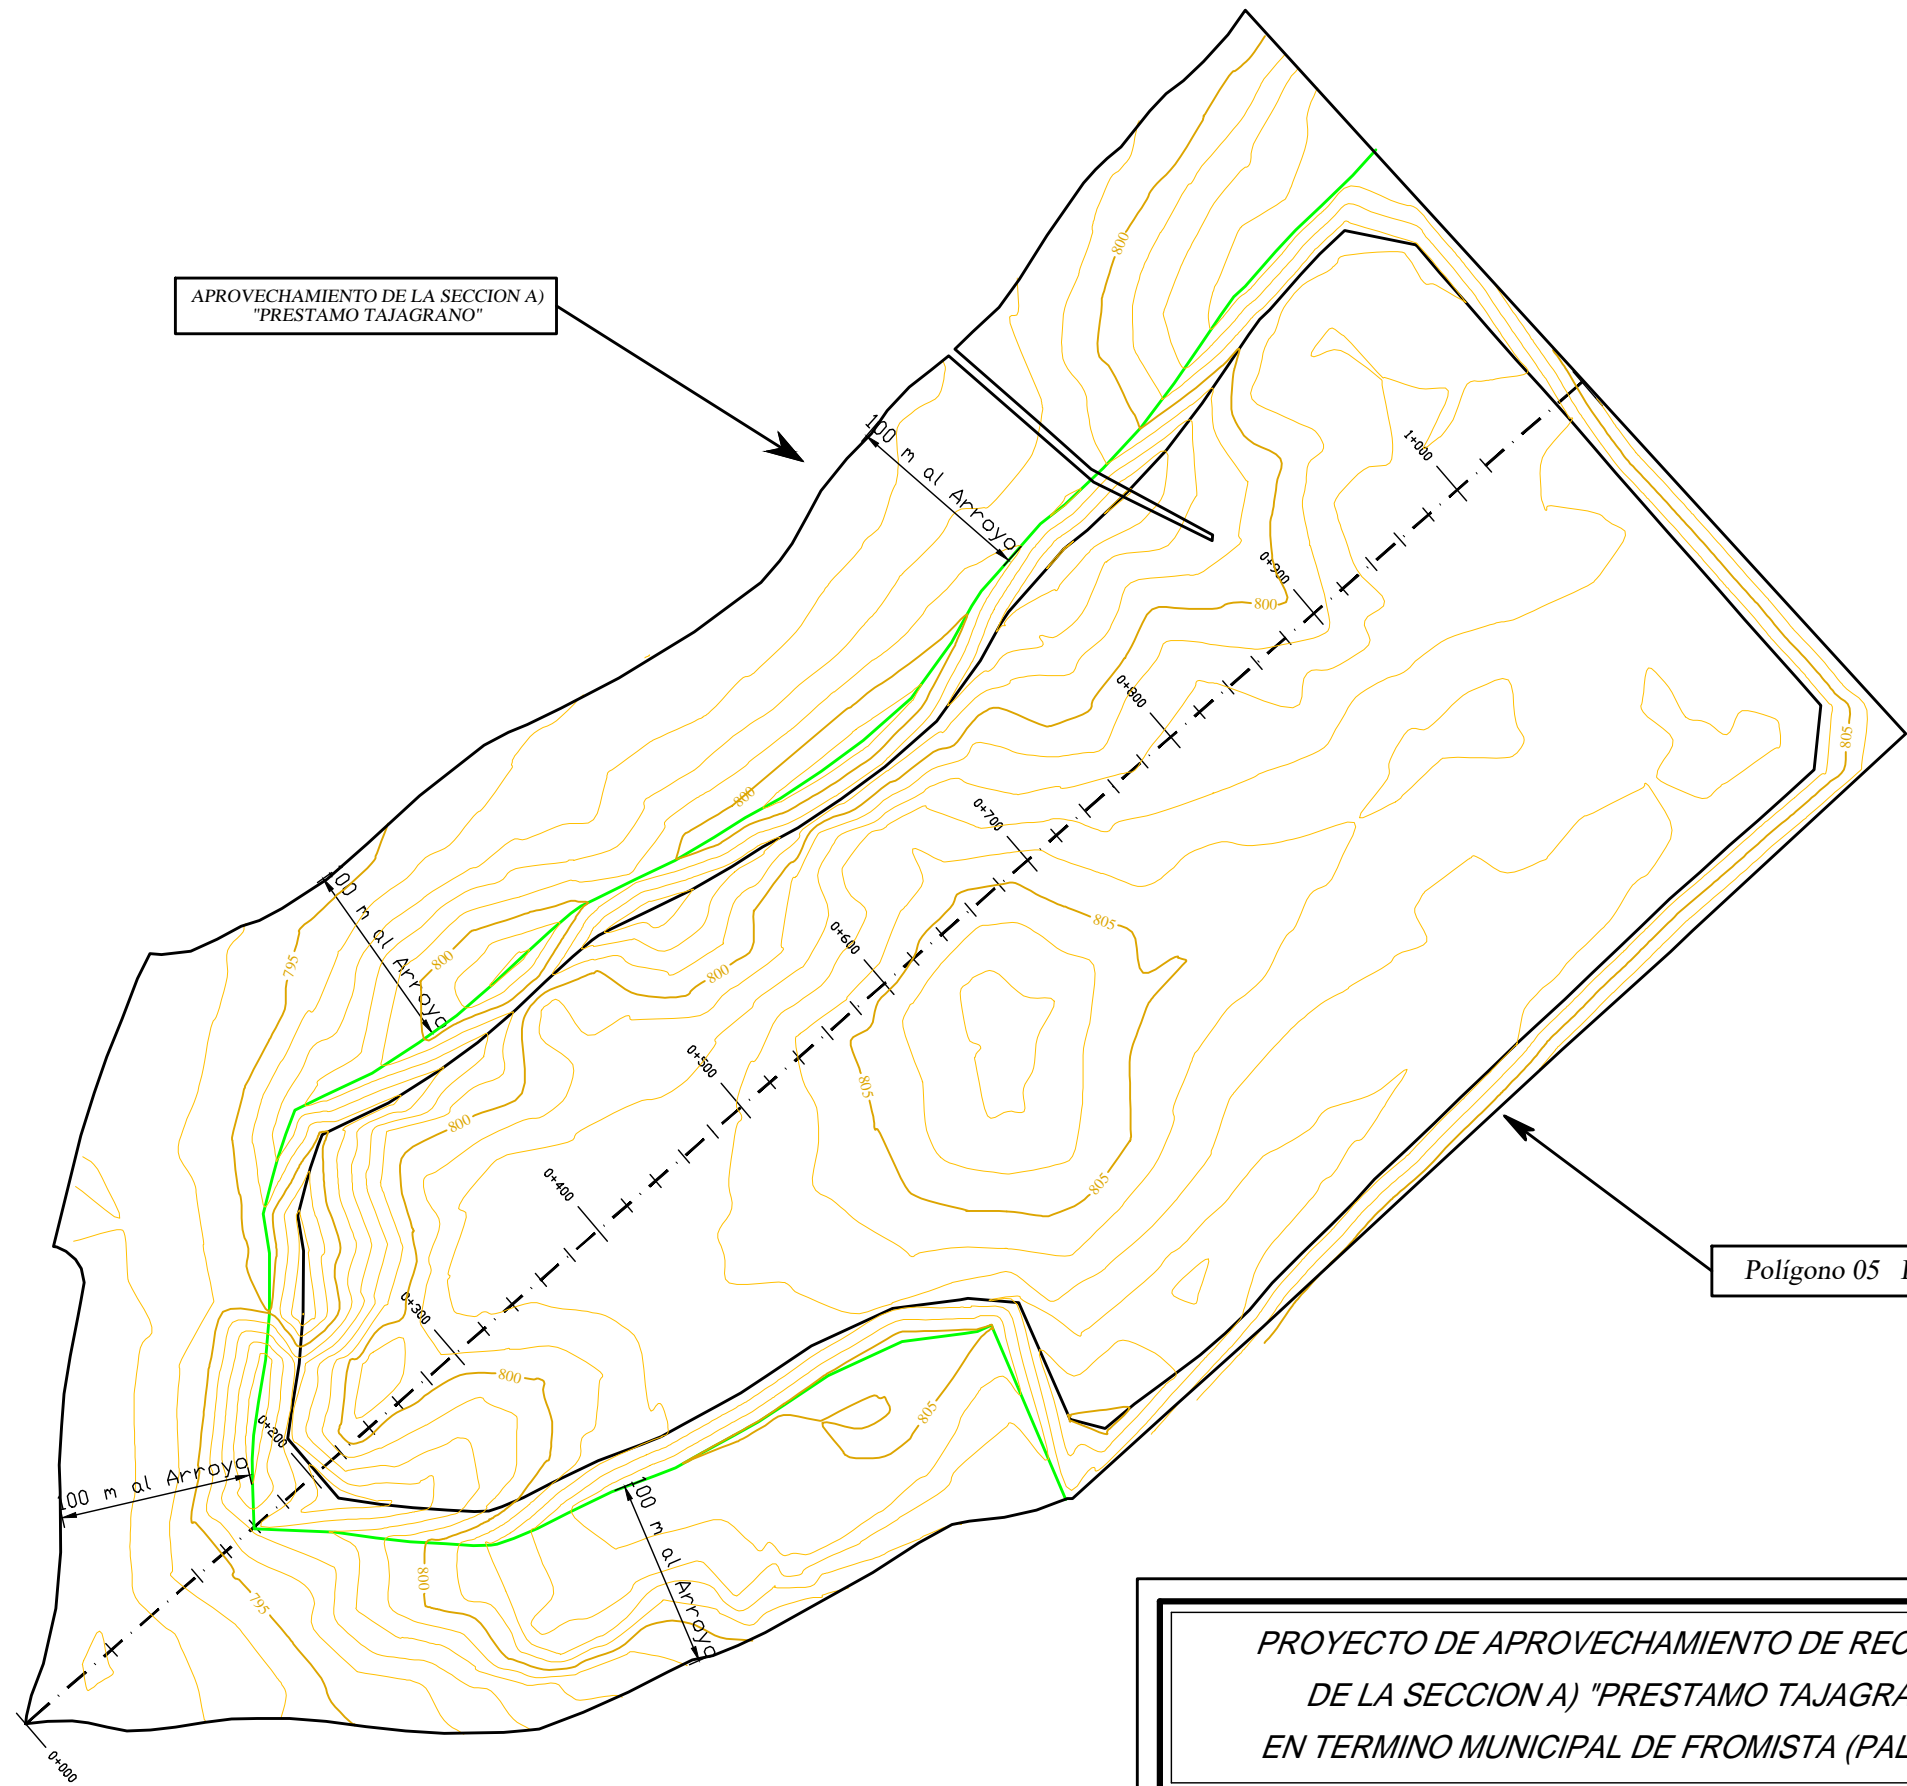 APROVECHAMIENTO DE LA SECCION A)
"PRESTAMO TAJAGRANO"
800
100 m al Arroyo
1+000
0+900
800
0+800
805
800
0+700
100 m al Arroyo
805
0+600
795
800
800
0+500
805
800
0+400
805
Polígono 05
0+300
800
805
0+200
100 m al Arroyo
100 m al Arroyo
800
795
0+000
PROYECTO DE APROVECHAMIENTO DE
DE LA SECCION A) "PRESTAMO
EN TERMINO MUNICIPAL DE FROMISTA